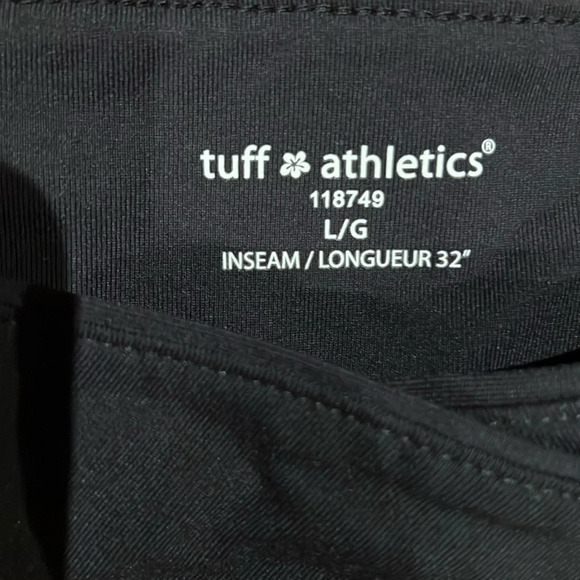 tuff athletics®
118749
L/G
INSEAM / LONGUEUR 32"